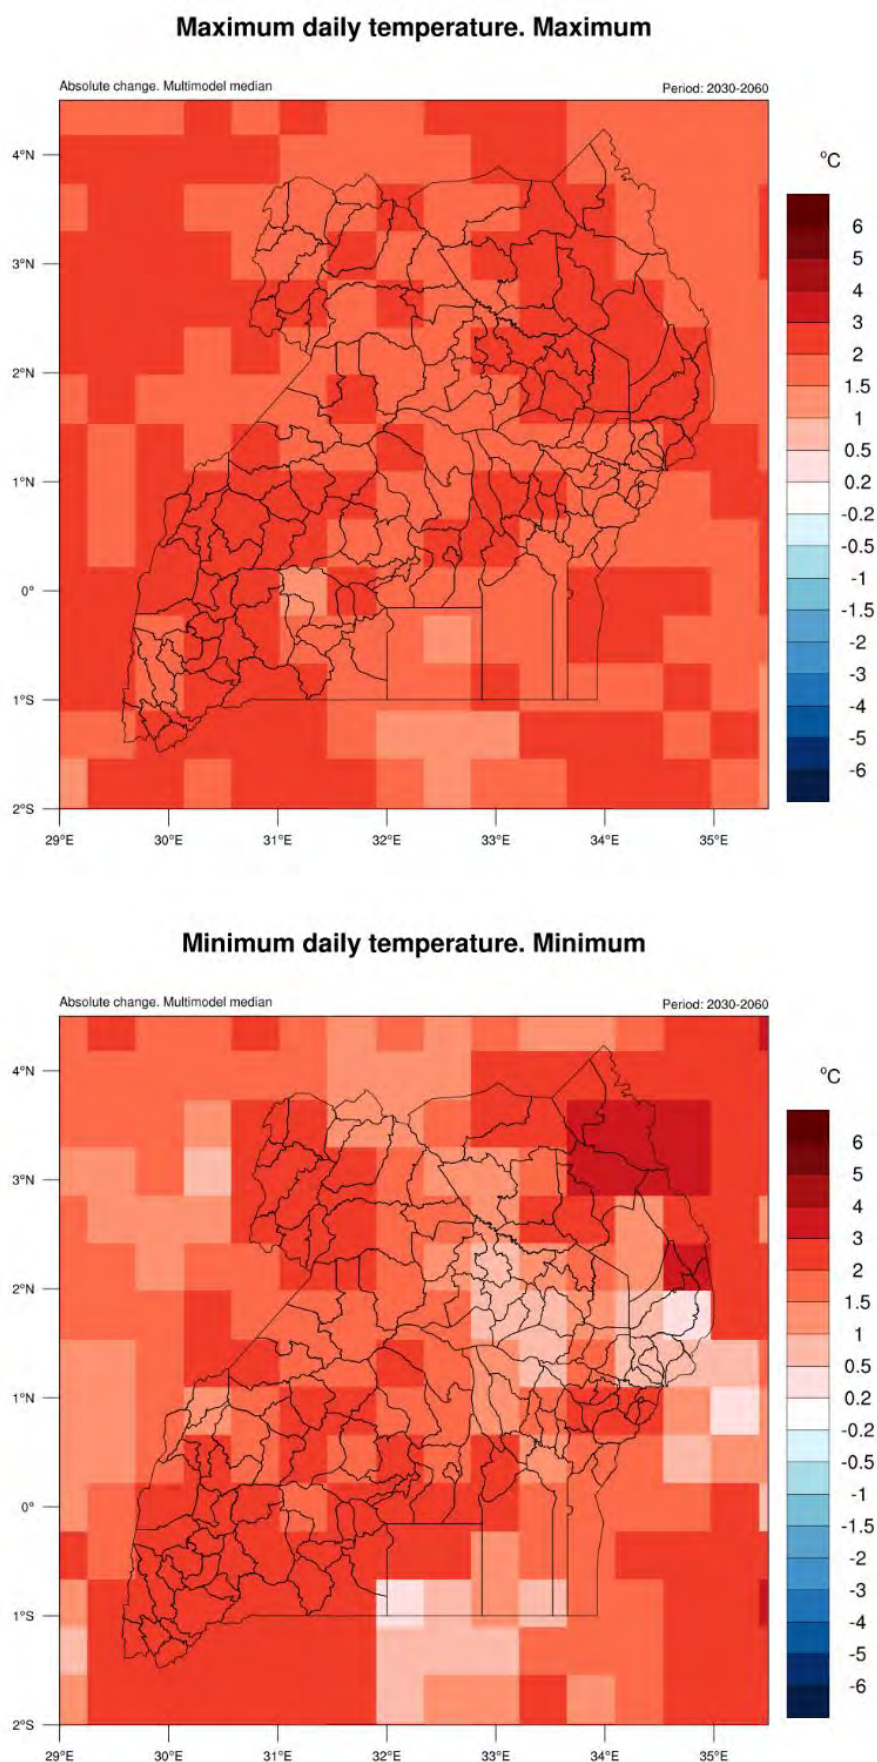 Maximum daily temperature. Maximum
Absolute change. Multimodel median
Period: 2030-2060
ºC
4°N
3°N
2°N
1°N
0°
1°S
2°S
29°E
30°E
31°E
32°E
33°E
34°E
35°E
6
5
4
3
2
1.5
1
0.5
0.2
-0.2
-0.5
-1
-1.5
-2
-3
-4
-5
-6
Minimum daily temperature. Minimum
Absolute change. Multimodel median
Period: 2030-2060
ºC
4°N
3°N
2°N
1°N
0°
1°S
2°S
29°E
30°E
31°E
32°E
33°E
34°E
35°E
6
5
4
3
2
1.5
1
0.5
0.2
-0.2
-0.5
-1
-1.5
-2
-3
-4
-5
-6